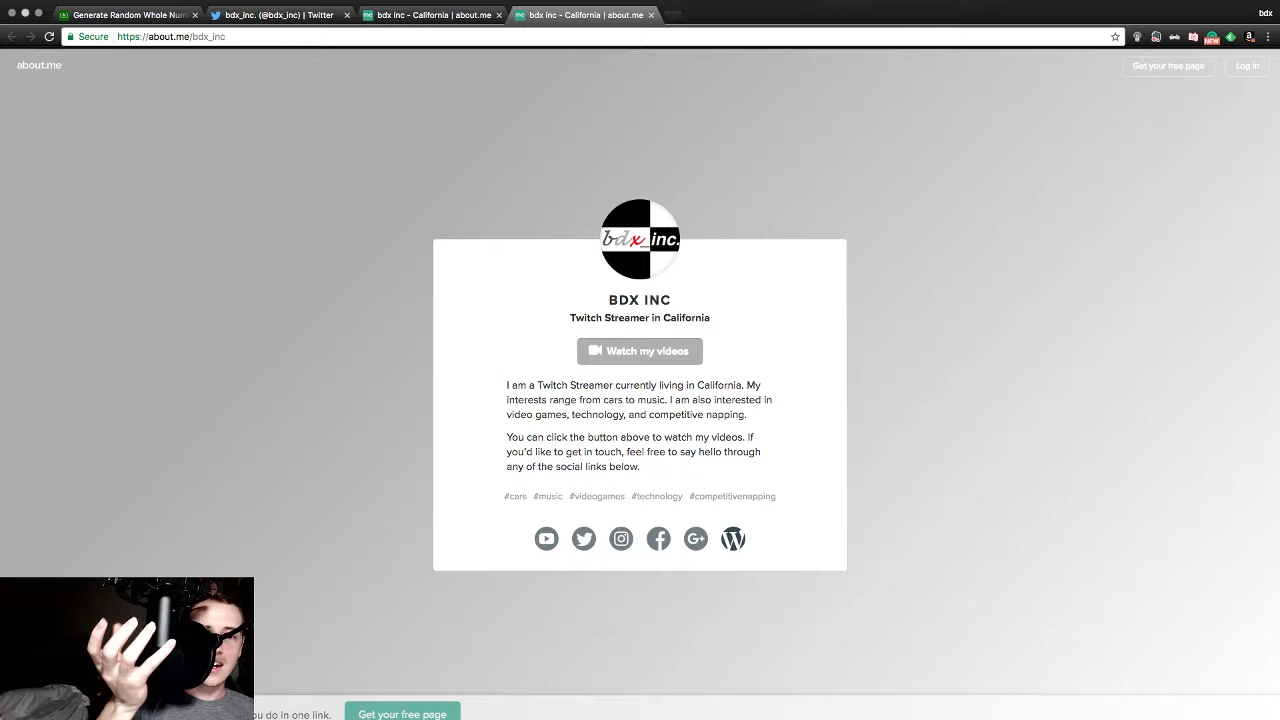 Generate Random Whole Num
bdx_inc. (@bdx_inc) | Twitter
bdx inc - California | about.me
bdx inc - California | about.me
bdx
Secure
https://about.me/bdx_inc
NEW
about.me
Get your free page
Log In
bdx_inc.
BDX INC
Twitch Streamer in California
Watch my videos
I am a Twitch Streamer currently living in California. My
interests range from cars to music. I am also interested in
video games, technology, and competitive napping.
You can click the button above to watch my videos. If
you'd like to get in touch, feel free to say hello through
any of the social links below.
#cars #music #videogames #technology #competitivenapping
ou do in one link.
Get your free page